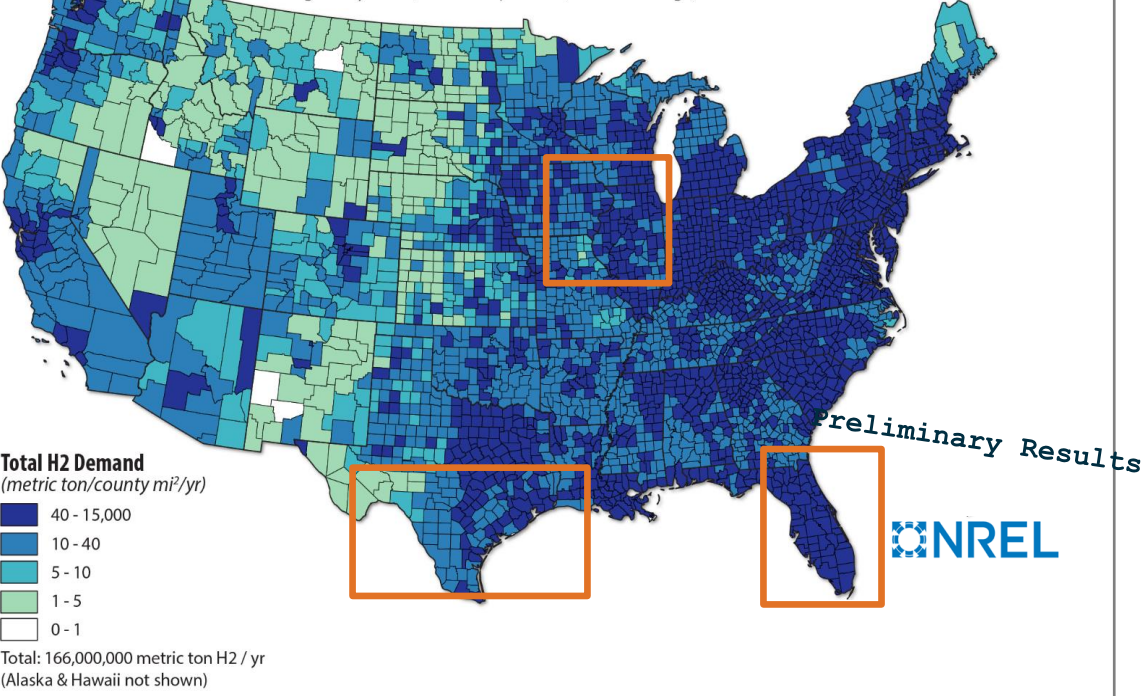 Preliminary Results
Total H2 Demand
(metric ton/county mi²/yr)
40 - 15,000
10 - 40
5 - 10
1 - 5
0 - 1
Total: 166,000,000 metric ton H2 / yr
(Alaska & Hawaii not shown)
NREL